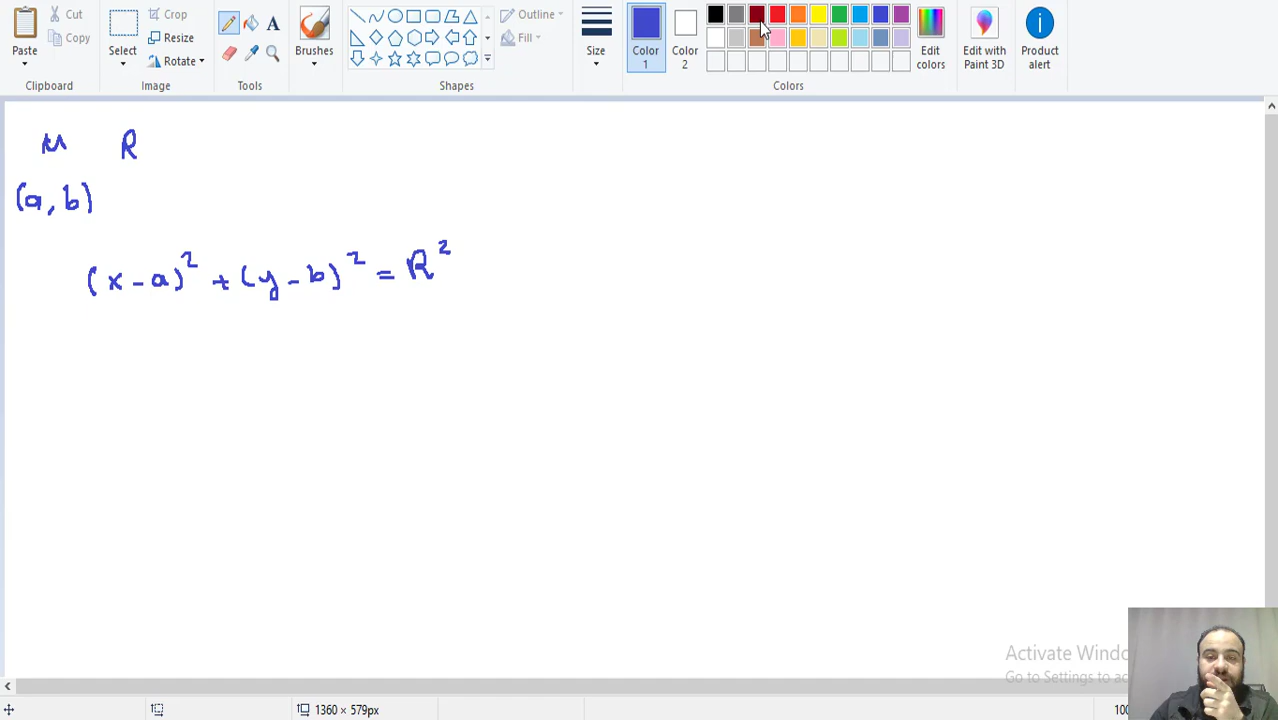 Paste
Cut
Copy
Clipboard
Select
Crop
Resize
Rotate
Image
Tools
Brushes
Outline
Fill
Shapes
Size
Color 1
Color 2
Colors
Edit colors
Edit with Paint 3D
Product alert
M R
(a, b)
(x - a)² + (y - b)² = R²
Activate Windo
Go to Settings to a
1360 × 579px
100